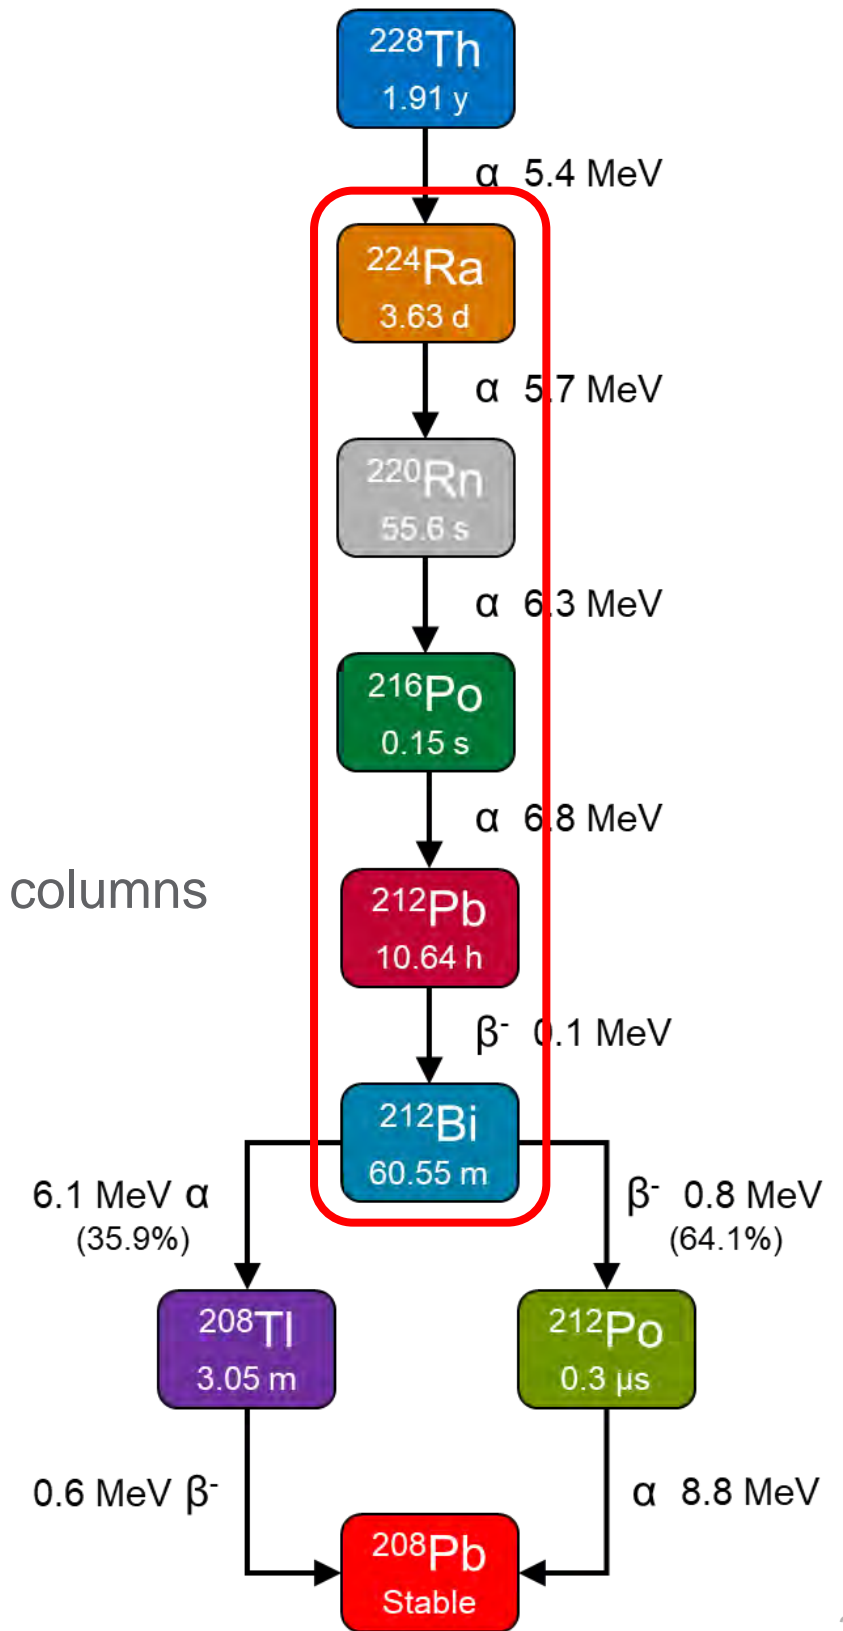 ²²⁸Th
1.91 y
α 5.4 MeV
²²⁴Ra
3.63 d
α 5.7 MeV
²²⁰Rn
55.6 s
α 6.3 MeV
²¹⁶Po
0.15 s
α 6.8 MeV
columns
²¹²Pb
10.64 h
β⁻ 0.1 MeV
²¹²Bi
60.55 m
6.1 MeV α
(35.9%)
β⁻ 0.8 MeV
(64.1%)
²⁰⁸Tl
3.05 m
²¹²Po
0.3 µs
0.6 MeV β⁻
α 8.8 MeV
²⁰⁸Pb
Stable